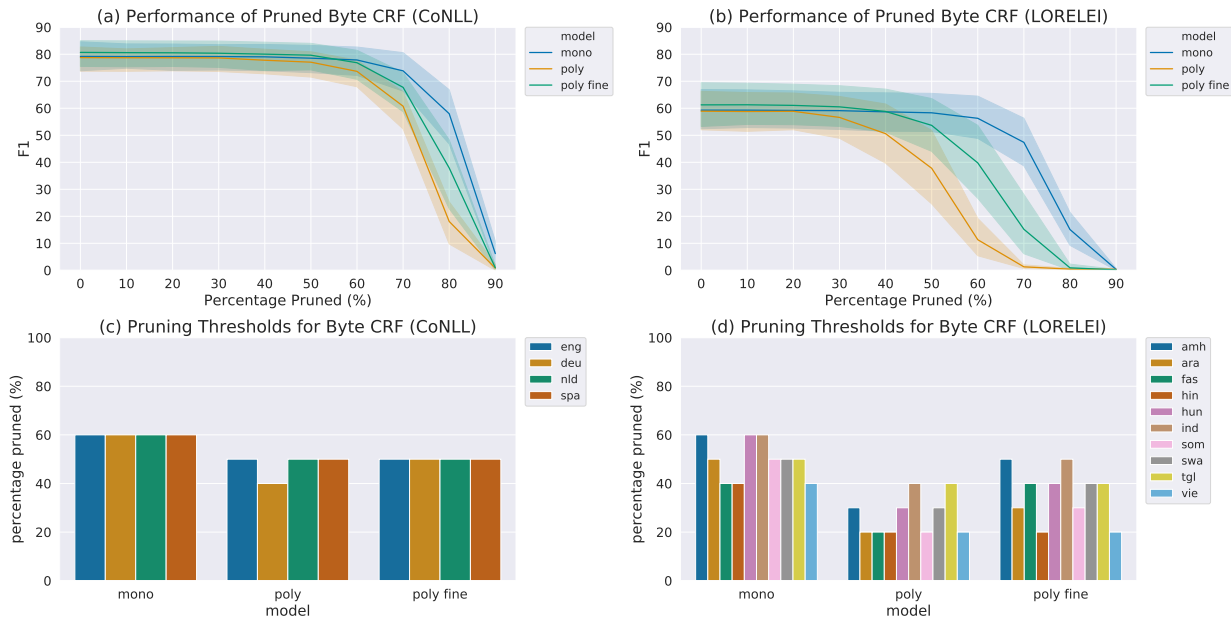 (a) Performance of Pruned Byte CRF (CoNLL)
F1
90
80
70
60
50
40
30
20
10
0
0 10 20 30 40 50 60 70 80 90
Percentage Pruned (%)
model
mono
poly
poly fine
(b) Performance of Pruned Byte CRF (LORELEI)
F1
90
80
70
60
50
40
30
20
10
0
0 10 20 30 40 50 60 70 80 90
Percentage Pruned (%)
model
mono
poly
poly fine
(c) Pruning Thresholds for Byte CRF (CoNLL)
percentage pruned (%)
100
80
60
40
20
0
mono poly poly fine
model
eng
deu
nld
spa
(d) Pruning Thresholds for Byte CRF (LORELEI)
percentage pruned (%)
100
80
60
40
20
0
mono poly poly fine
model
amh
ara
fas
hin
hun
ind
som
swa
tgl
vie